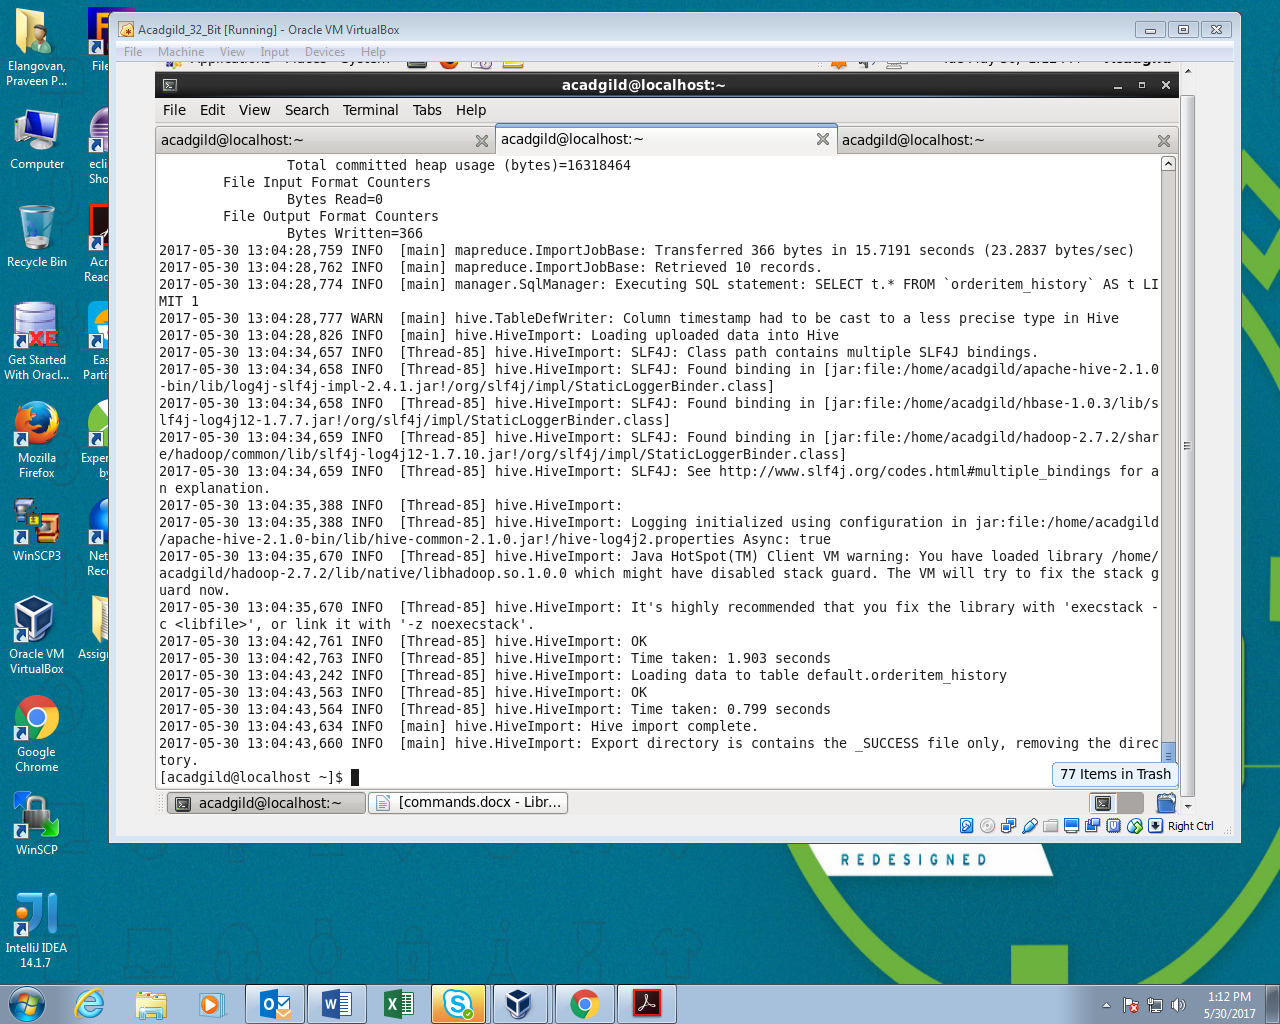 Acadgild_32_Bit [Running] - Oracle VM VirtualBox
File Machine View Input Devices Help
acadgild@localhost:~
File Edit View Search Terminal Tabs Help
acadgild@localhost:~ acadgild@localhost:~ acadgild@localhost:~
Total committed heap usage (bytes)=16318464
File Input Format Counters
Bytes Read=0
File Output Format Counters
Bytes Written=366
2017-05-30 13:04:28,759 INFO  [main] mapreduce.ImportJobBase: Transferred 366 bytes in 15.7191 seconds (23.2837 bytes/sec)
2017-05-30 13:04:28,762 INFO  [main] mapreduce.ImportJobBase: Retrieved 10 records.
2017-05-30 13:04:28,774 INFO  [main] manager.SqlManager: Executing SQL statement: SELECT t.* FROM `orderitem_history` AS t LI
MIT 1
2017-05-30 13:04:28,777 WARN  [main] hive.TableDefWriter: Column timestamp had to be cast to a less precise type in Hive
2017-05-30 13:04:28,826 INFO  [main] hive.HiveImport: Loading uploaded data into Hive
2017-05-30 13:04:34,657 INFO  [Thread-85] hive.HiveImport: SLF4J: Class path contains multiple SLF4J bindings.
2017-05-30 13:04:34,658 INFO  [Thread-85] hive.HiveImport: SLF4J: Found binding in [jar:file:/home/acadgild/apache-hive-2.1.0
-bin/lib/log4j-slf4j-impl-2.4.1.jar!/org/slf4j/impl/StaticLoggerBinder.class]
2017-05-30 13:04:34,658 INFO  [Thread-85] hive.HiveImport: SLF4J: Found binding in [jar:file:/home/acadgild/hbase-1.0.3/lib/s
lf4j-log4j12-1.7.7.jar!/org/slf4j/impl/StaticLoggerBinder.class]
2017-05-30 13:04:34,659 INFO  [Thread-85] hive.HiveImport: SLF4J: Found binding in [jar:file:/home/acadgild/hadoop-2.7.2/shar
e/hadoop/common/lib/slf4j-log4j12-1.7.10.jar!/org/slf4j/impl/StaticLoggerBinder.class]
2017-05-30 13:04:34,659 INFO  [Thread-85] hive.HiveImport: SLF4J: See http://www.slf4j.org/codes.html#multiple_bindings for a
n explanation.
2017-05-30 13:04:35,388 INFO  [Thread-85] hive.HiveImport:
2017-05-30 13:04:35,388 INFO  [Thread-85] hive.HiveImport: Logging initialized using configuration in jar:file:/home/acadgild
/apache-hive-2.1.0-bin/lib/hive-common-2.1.0.jar!/hive-log4j2.properties Async: true
2017-05-30 13:04:35,670 INFO  [Thread-85] hive.HiveImport: Java HotSpot(TM) Client VM warning: You have loaded library /home/
acadgild/hadoop-2.7.2/lib/native/libhadoop.so.1.0.0 which might have disabled stack guard. The VM will try to fix the stack g
uard now.
2017-05-30 13:04:35,670 INFO  [Thread-85] hive.HiveImport: It's highly recommended that you fix the library with 'execstack -
c <libfile>', or link it with '-z noexecstack'.
2017-05-30 13:04:42,761 INFO  [Thread-85] hive.HiveImport: OK
2017-05-30 13:04:42,763 INFO  [Thread-85] hive.HiveImport: Time taken: 1.903 seconds
2017-05-30 13:04:43,242 INFO  [Thread-85] hive.HiveImport: Loading data to table default.orderitem_history
2017-05-30 13:04:43,563 INFO  [Thread-85] hive.HiveImport: OK
2017-05-30 13:04:43,564 INFO  [Thread-85] hive.HiveImport: Time taken: 0.799 seconds
2017-05-30 13:04:43,634 INFO  [main] hive.HiveImport: Hive import complete.
2017-05-30 13:04:43,660 INFO  [main] hive.HiveImport: Export directory is contains the _SUCCESS file only, removing the direc
tory.
[acadgild@localhost ~]$
77 Items in Trash
acadgild@localhost:~ [commands.docx - Libr...
Right Ctrl
REDESIGNED
Elangovan,
Praveen P...
File
Computer
ecli
Sho
Recycle Bin
Acr
Read
Get Started
With Oracl...
Eas
Partit
Mozilla
Firefox
Exper
by
WinSCP3
Net
Reco
Oracle VM
VirtualBox
Assig
Google
Chrome
WinSCP
IntelliJ IDEA
14.1.7
1:12 PM
5/30/2017